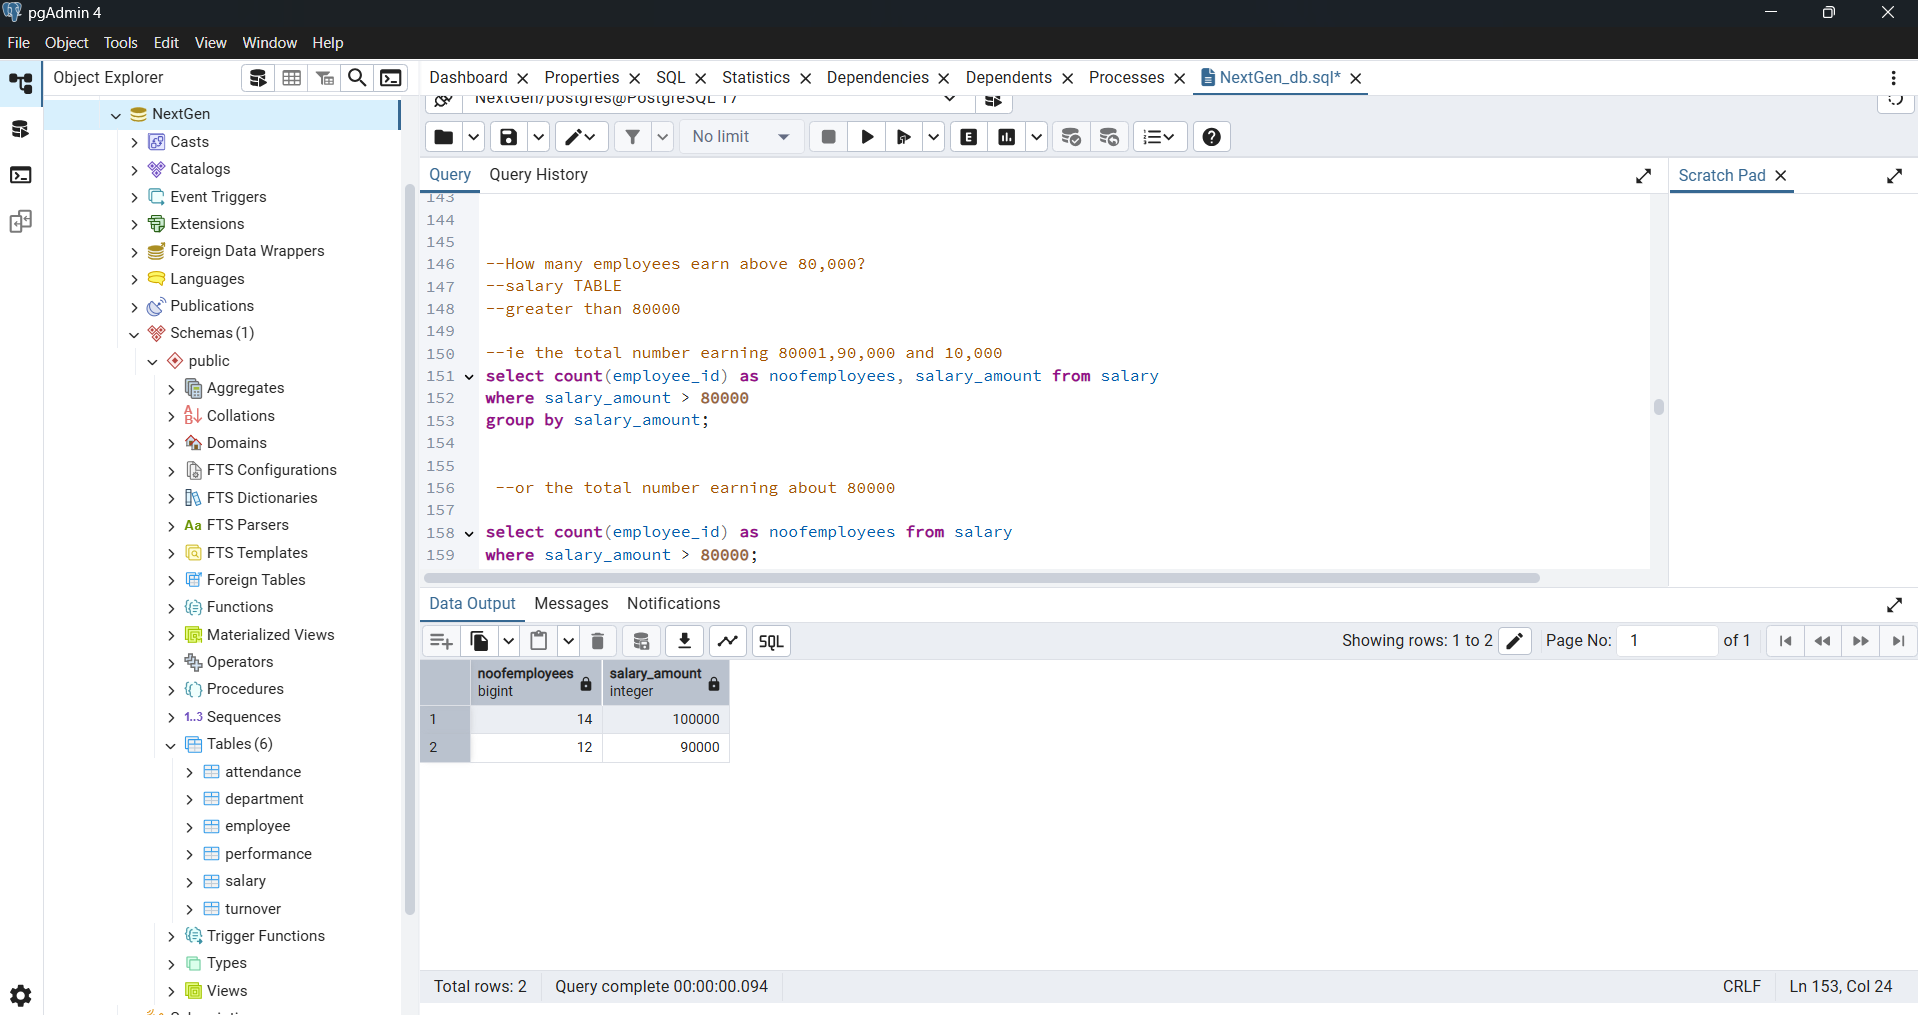 pgAdmin 4
File Object Tools Edit View Window Help
Object Explorer
Dashboard Properties SQL Statistics Dependencies Dependents Processes NextGen_db.sql*
NextGen/postgres@PostgreSQL 17
No limit
Query Query History
Scratch Pad
NextGen
Casts
Catalogs
Event Triggers
Extensions
Foreign Data Wrappers
Languages
Publications
Schemas (1)
public
Aggregates
Collations
Domains
FTS Configurations
FTS Dictionaries
Aa FTS Parsers
FTS Templates
Foreign Tables
Functions
Materialized Views
Operators
Procedures
1..3 Sequences
Tables (6)
attendance
department
employee
performance
salary
turnover
Trigger Functions
Types
Views
143
144
145
146 --How many employees earn above 80,000?
147 --salary TABLE
148 --greater than 80000
149
150 --ie the total number earning 80001,90,000 and 10,000
151 select count(employee_id) as noofemployees, salary_amount from salary
152 where salary_amount > 80000
153 group by salary_amount;
154
155
156 --or the total number earning about 80000
157
158 select count(employee_id) as noofemployees from salary
159 where salary_amount > 80000;
Data Output Messages Notifications
SQL
Showing rows: 1 to 2 Page No: 1 of 1
noofemployees salary_amount
bigint integer
1 14 100000
2 12 90000
Total rows: 2 Query complete 00:00:00.094 CRLF Ln 153, Col 24